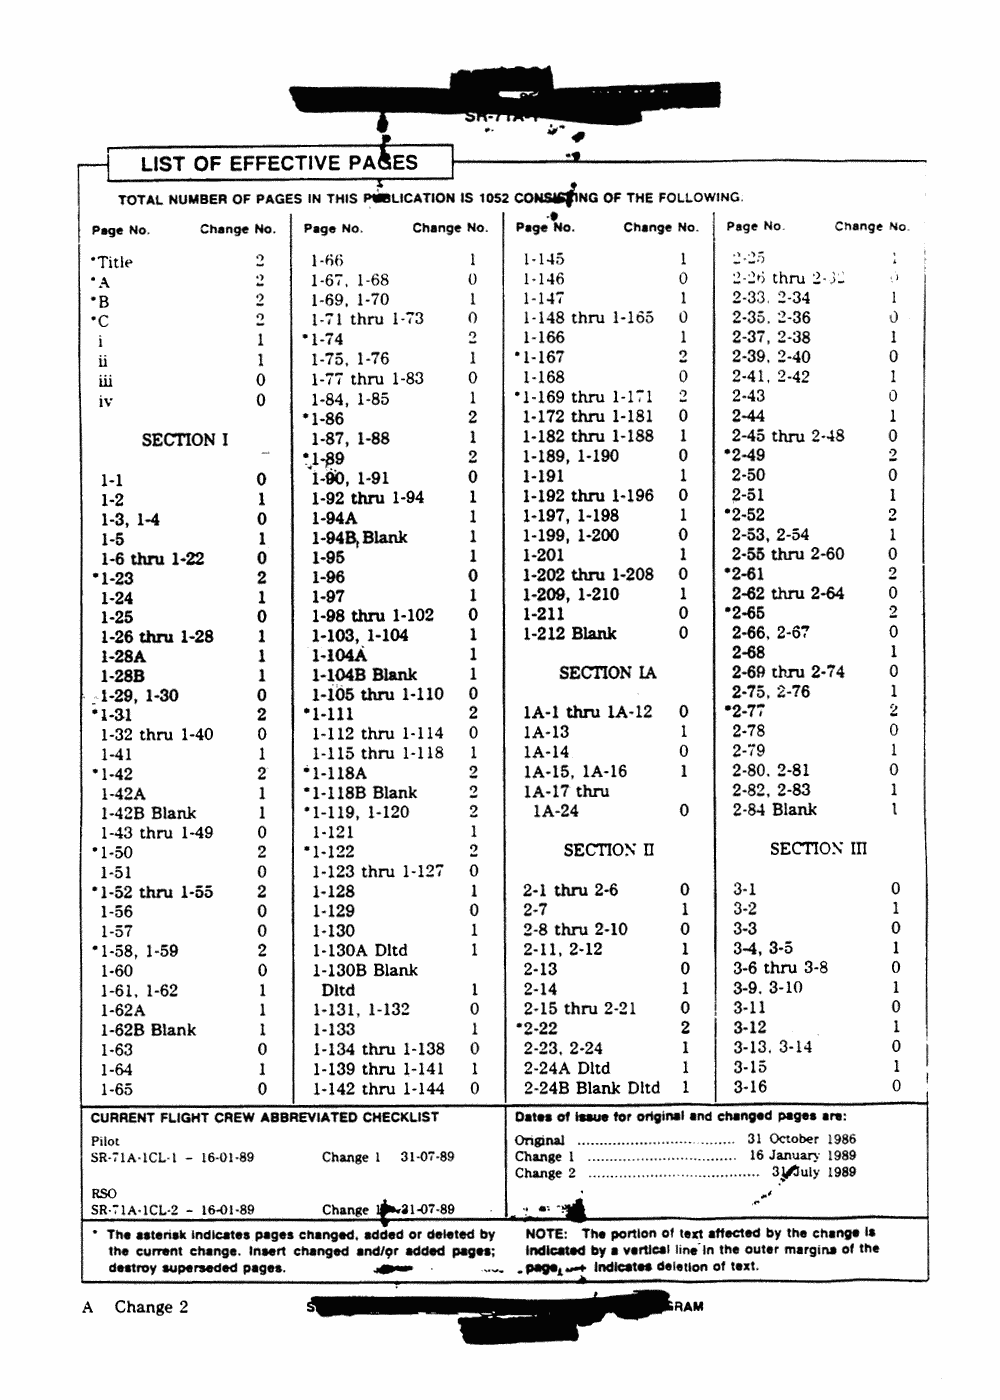 SR-71A-1
LIST OF EFFECTIVE PAGES
TOTAL NUMBER OF PAGES IN THIS PUBLICATION IS 1052 CONSISTING OF THE FOLLOWING.
Page No. Change No.
*Title 2
*A 2
*B 2
*C 2
i 1
ii 1
iii 0
iv 0
SECTION I
1-1 0
1-2 1
1-3, 1-4 0
1-5 1
1-6 thru 1-22 0
*1-23 2
1-24 1
1-25 0
1-26 thru 1-28 1
1-28A 1
1-28B 1
1-29, 1-30 0
*1-31 2
1-32 thru 1-40 0
1-41 1
*1-42 2
1-42A 1
1-42B Blank 1
1-43 thru 1-49 0
*1-50 2
1-51 0
*1-52 thru 1-55 2
1-56 0
1-57 0
*1-58, 1-59 2
1-60 0
1-61, 1-62 1
1-62A 1
1-62B Blank 1
1-63 0
1-64 1
1-65 0
Page No. Change No.
1-66 1
1-67, 1-68 0
1-69, 1-70 1
1-71 thru 1-73 0
*1-74 2
1-75, 1-76 1
1-77 thru 1-83 0
1-84, 1-85 1
*1-86 2
1-87, 1-88 1
*1-89 2
1-90, 1-91 0
1-92 thru 1-94 1
1-94A 1
1-94B Blank 1
1-95 1
1-96 0
1-97 1
1-98 thru 1-102 0
1-103, 1-104 1
1-104A 1
1-104B Blank 1
1-105 thru 1-110 0
*1-111 2
1-112 thru 1-114 0
1-115 thru 1-118 1
*1-118A 2
*1-118B Blank 2
*1-119, 1-120 2
1-121 1
*1-122 2
1-123 thru 1-127 0
1-128 1
1-129 0
1-130 1
1-130A Dltd 1
1-130B Blank
Dltd 1
1-131, 1-132 0
1-133 1
1-134 thru 1-138 0
1-139 thru 1-141 1
1-142 thru 1-144 0
Page No. Change No.
1-145 1
1-146 0
1-147 1
1-148 thru 1-165 0
1-166 1
*1-167 2
1-168 0
*1-169 thru 1-171 2
1-172 thru 1-181 0
1-182 thru 1-188 1
1-189, 1-190 0
1-191 1
1-192 thru 1-196 0
1-197, 1-198 1
1-199, 1-200 0
1-201 1
1-202 thru 1-208 0
1-209, 1-210 1
1-211 0
1-212 Blank 0
SECTION IA
1A-1 thru 1A-12 0
1A-13 1
1A-14 0
1A-15, 1A-16 1
1A-17 thru
1A-24 0
SECTION II
2-1 thru 2-6 0
2-7 1
2-8 thru 2-10 0
2-11, 2-12 1
2-13 0
2-14 1
2-15 thru 2-21 0
*2-22 2
2-23, 2-24 1
2-24A Dltd 1
2-24B Blank Dltd 1
Page No. Change No.
2-25 1
2-26 thru 2-32 0
2-33, 2-34 1
2-35, 2-36 0
2-37, 2-38 1
2-39, 2-40 0
2-41, 2-42 1
2-43 0
2-44 1
2-45 thru 2-48 0
*2-49 2
2-50 0
2-51 1
*2-52 2
2-53, 2-54 1
2-55 thru 2-60 0
*2-61 2
2-62 thru 2-64 0
*2-65 2
2-66, 2-67 0
2-68 1
2-69 thru 2-74 0
2-75, 2-76 1
*2-77 2
2-78 0
2-79 1
2-80, 2-81 0
2-82, 2-83 1
2-84 Blank 1
SECTION III
3-1 0
3-2 1
3-3 0
3-4, 3-5 1
3-6 thru 3-8 0
3-9, 3-10 1
3-11 0
3-12 1
3-13, 3-14 0
3-15 1
3-16 0
CURRENT FLIGHT CREW ABBREVIATED CHECKLIST
Pilot
SR-71A-1CL-1 - 16-01-89 Change 1 31-07-89
RSO
SR-71A-1CL-2 - 16-01-89 Change 1 31-07-89
Dates of issue for original and changed pages are:
Original .................................. 31 October 1986
Change 1 ................................ 16 January 1989
Change 2 ..................................... 31 July 1989
* The asterisk indicates pages changed, added or deleted by
the current change. Insert changed and/or added pages;
destroy superseded pages.
NOTE: The portion of text affected by the change is
indicated by a vertical line in the outer margins of the
page, indicates deletion of text.
A Change 2